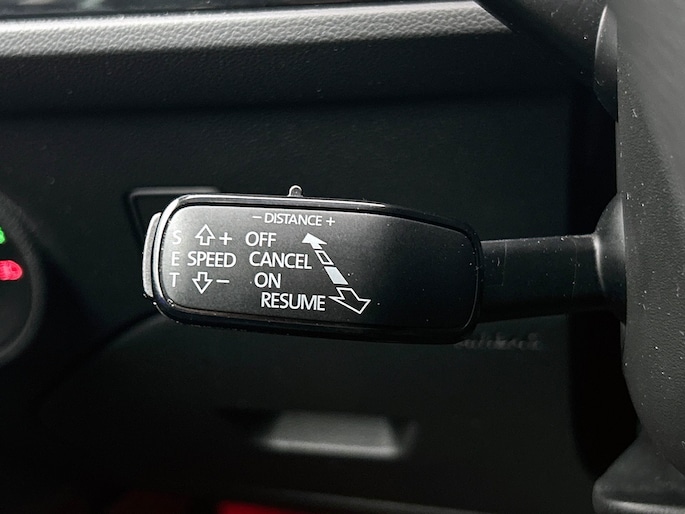 - DISTANCE +
S + OFF
E SPEED CANCEL
T - ON
RESUME